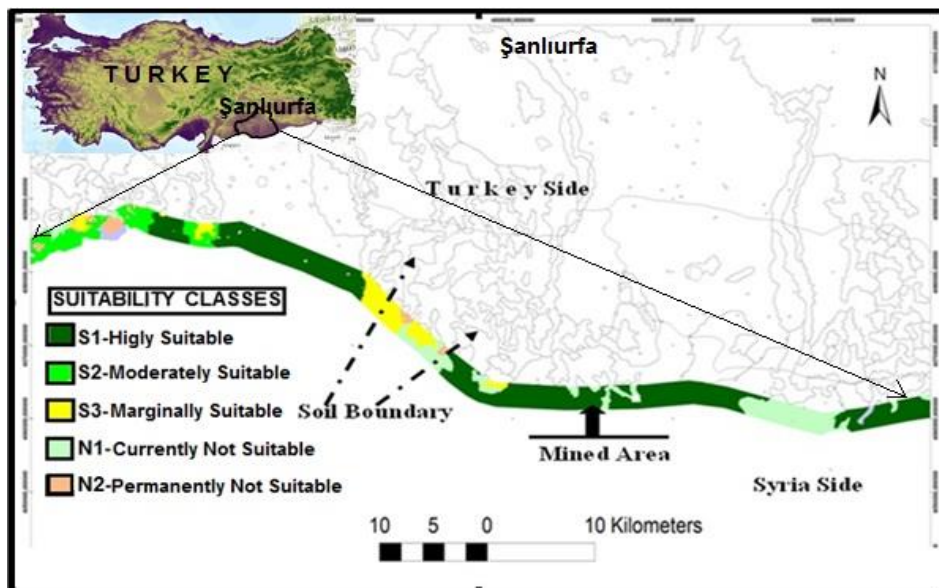 Şanlıurfa
TURKEY
Şanlıurfa
N
Turkey Side
SUITABILITY CLASSES
S1-Higly Suitable
S2-Moderately Suitable
S3-Marginally Suitable
N1-Currently Not Suitable
N2-Permanently Not Suitable
Soil Boundary
Mined Area
Syria Side
10 5 0 10 Kilometers